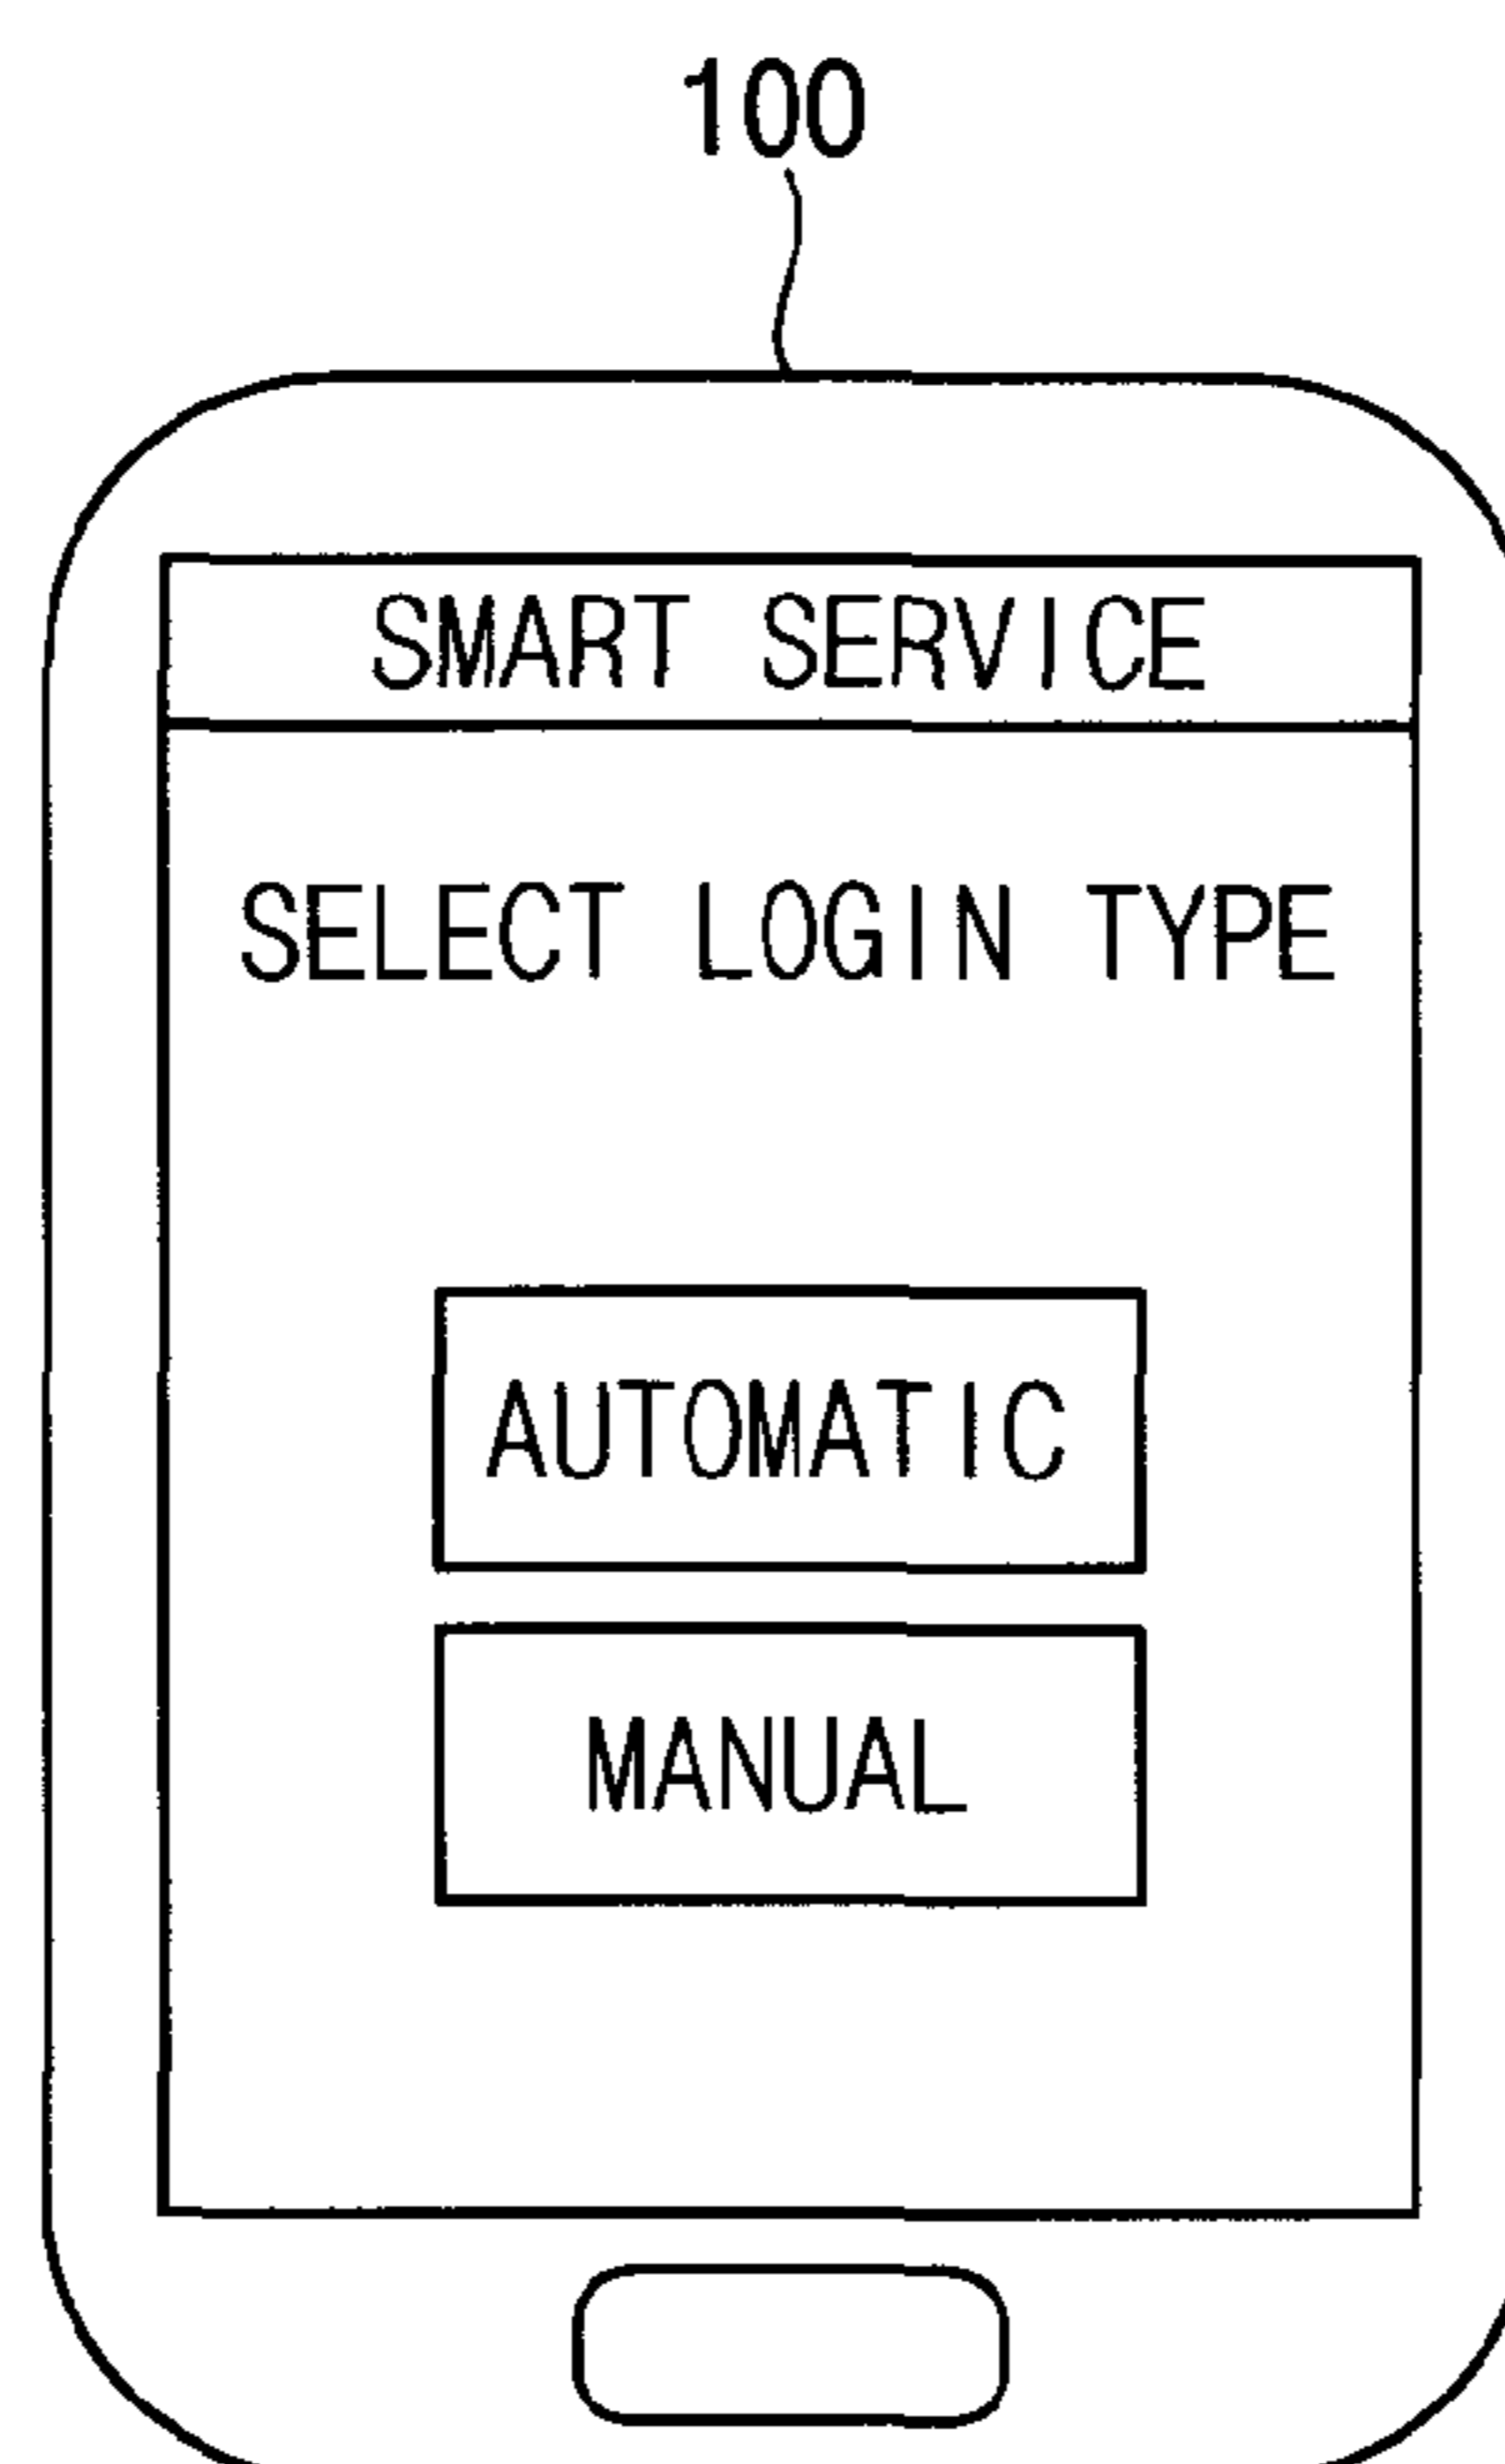 100
SMART SERVICE
SELECT LOGIN TYPE
AUTOMATIC
MANUAL